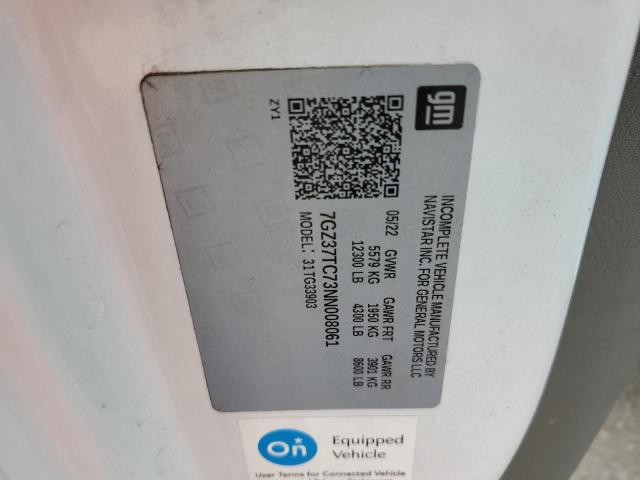 gm
INCOMPLETE VEHICLE MANUFACTURED BY
NAVISTAR INC. FOR GENERAL MOTORS LLC
05/22 GVWR GAWR FRT GAWR RR
5579 KG 1950 KG 3901 KG
12300 LB 4300 LB 8600 LB
7GZ37TC73NN008061
MODEL: 31TG33903
ZY1
On Equipped
Vehicle
User Terms for Connected Vehicle